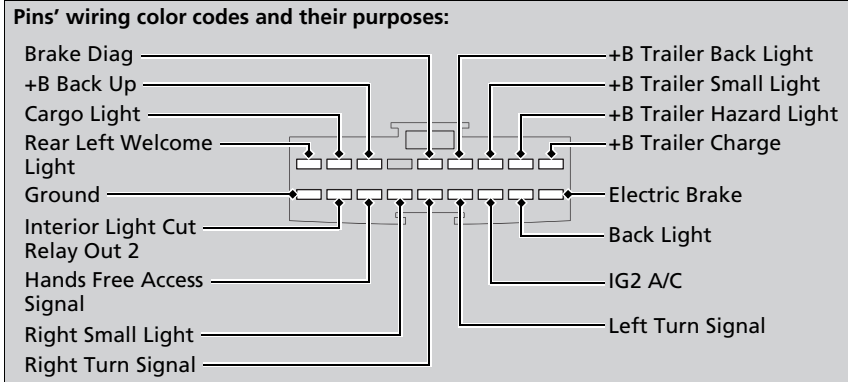 Pins’ wiring color codes and their purposes:
Brake Diag
+B Back Up
Cargo Light
Rear Left Welcome
Light
Ground
Interior Light Cut
Relay Out 2
Hands Free Access
Signal
Right Small Light
Right Turn Signal
+B Trailer Back Light
+B Trailer Small Light
+B Trailer Hazard Light
+B Trailer Charge
Electric Brake
Back Light
IG2 A/C
Left Turn Signal